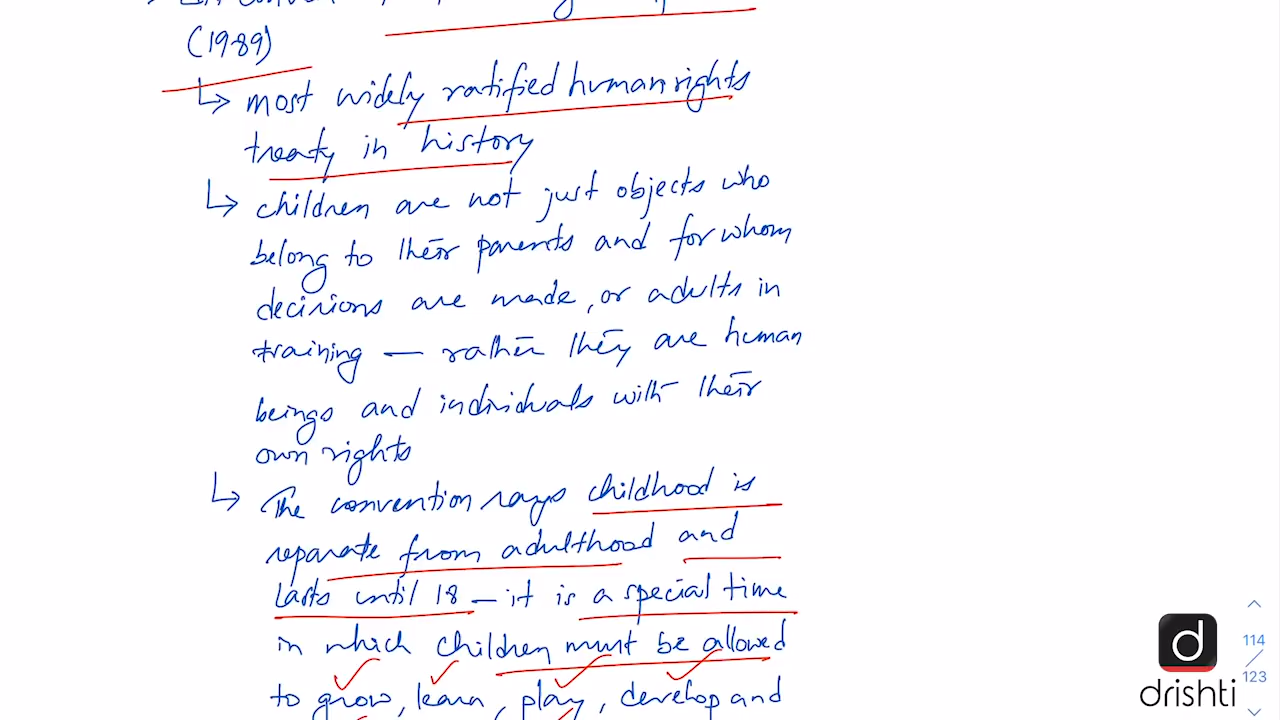 (1989)
↳ most widely ratified human rights
treaty in history
↳ children are not just objects who
belong to their parents and for whom
decisions are made, or adults in
training — rather they are human
beings and individuals with their
own rights
↳ The convention says childhood is
separate from adulthood and
lasts until 18 — it is a special time
in which children must be allowed
to grow, learn, play, develop and
114
123
drishti